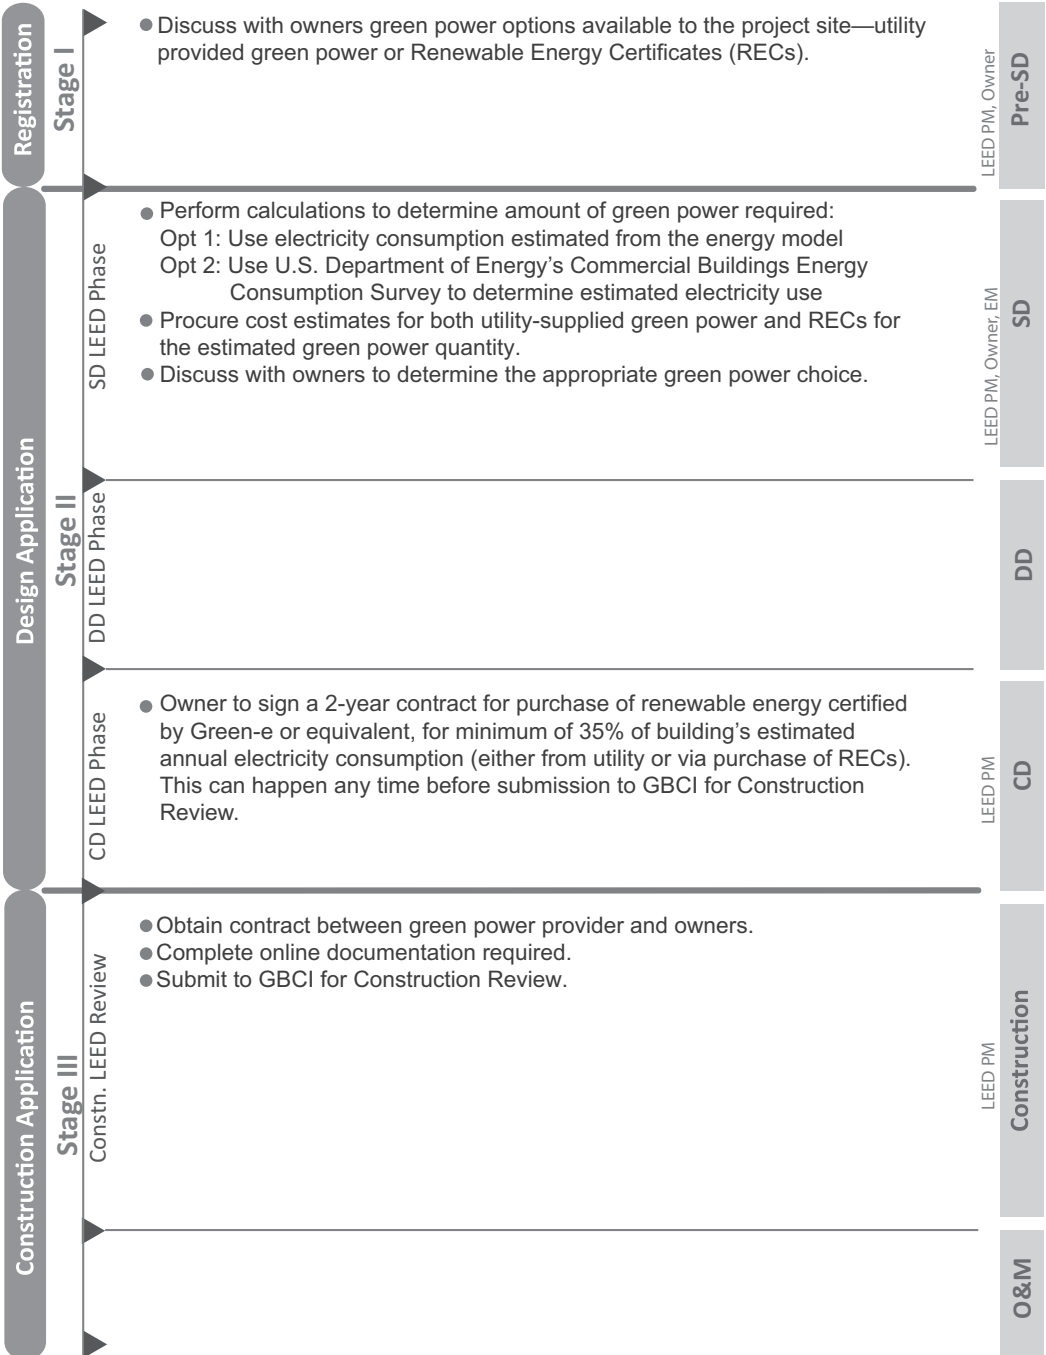 Registration
Stage I
● Discuss with owners green power options available to the project site—utility
provided green power or Renewable Energy Certificates (RECs).
LEED PM, Owner
Pre-SD
Design Application
Stage II
SD LEED Phase
● Perform calculations to determine amount of green power required:
Opt 1: Use electricity consumption estimated from the energy model
Opt 2: Use U.S. Department of Energy's Commercial Buildings Energy
Consumption Survey to determine estimated electricity use
● Procure cost estimates for both utility-supplied green power and RECs for
the estimated green power quantity.
● Discuss with owners to determine the appropriate green power choice.
LEED PM, Owner, EM
SD
DD LEED Phase
DD
CD LEED Phase
● Owner to sign a 2-year contract for purchase of renewable energy certified
by Green-e or equivalent, for minimum of 35% of building's estimated
annual electricity consumption (either from utility or via purchase of RECs).
This can happen any time before submission to GBCI for Construction
Review.
LEED PM
CD
Construction Application
Stage III
Constn. LEED Review
● Obtain contract between green power provider and owners.
● Complete online documentation required.
● Submit to GBCI for Construction Review.
LEED PM
Construction
O&M